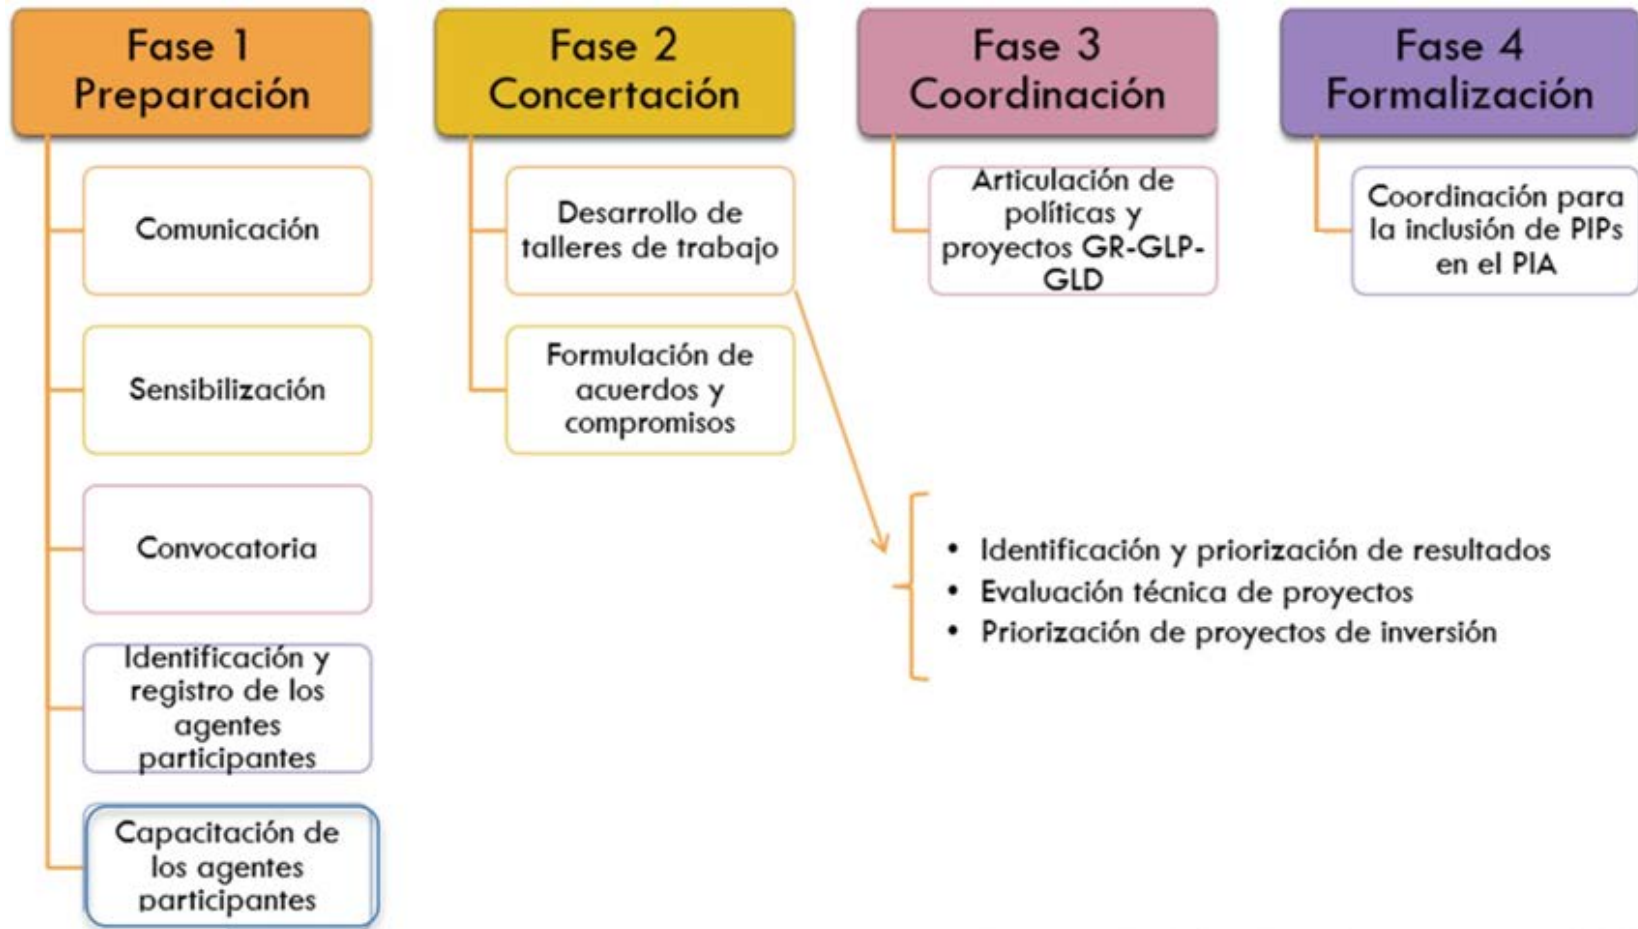 Fase 1
Preparación
Comunicación
Sensibilización
Convocatoria
Identificación y
registro de los
agentes
participantes
Capacitación de
los agentes
participantes
Fase 2
Concertación
Desarrollo de
talleres de trabajo
Formulación de
acuerdos y
compromisos
Fase 3
Coordinación
Articulación de
políticas y
proyectos GR-GLP-
GLD
Fase 4
Formalización
Coordinación para
la inclusión de PIPs
en el PIA
• Identificación y priorización de resultados
• Evaluación técnica de proyectos
• Priorización de proyectos de inversión